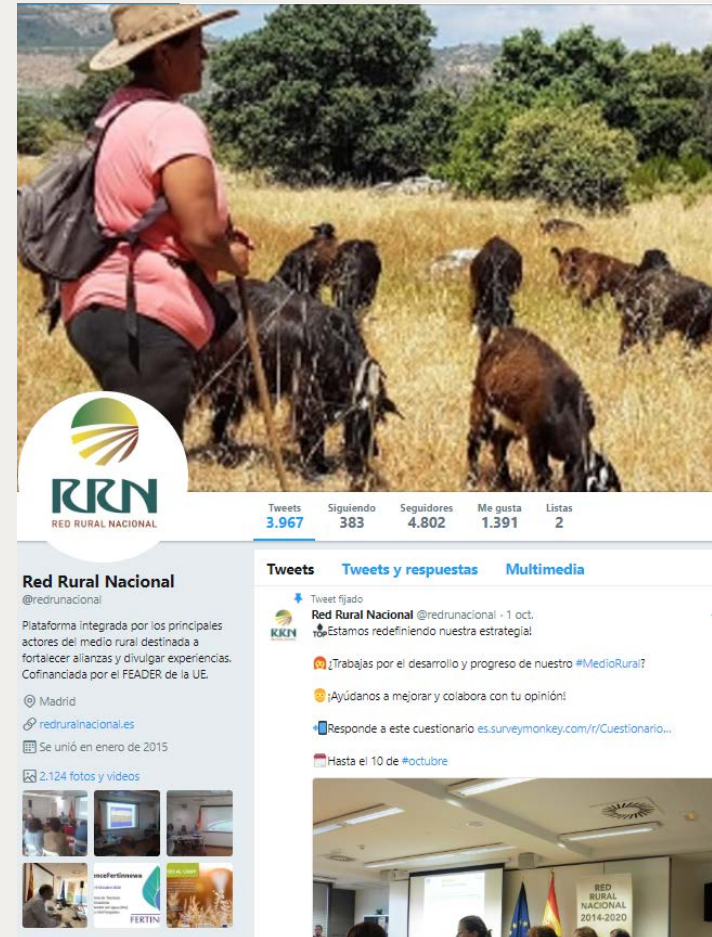 RRN
RED RURAL NACIONAL
Tweets Siguiendo Seguidores Me gusta Listas
3.967 383 4.802 1.391 2
Red Rural Nacional
@redrunacional
Plataforma integrada por los principales
actores del medio rural destinada a
fortalecer alianzas y divulgar experiencias.
Cofinanciada por el FEADER de la UE.
Madrid
redruralnacional.es
Se unió en enero de 2015
2.124 fotos y videos
Tweets Tweets y respuestas Multimedia
Tweet fijado
Red Rural Nacional @redrunacional · 1 oct.
TOP Estamos redefiniendo nuestra estrategia!
¿Trabajas por el desarrollo y progreso de nuestro #MedioRural?
¡Ayúdanos a mejorar y colabora con tu opinión!
Responde a este cuestionario es.surveymonkey.com/r/Cuestionario...
Hasta el 10 de #octubre
RED
RURAL
NACIONAL
2014-2020
enceFertinnowa
FERTIN